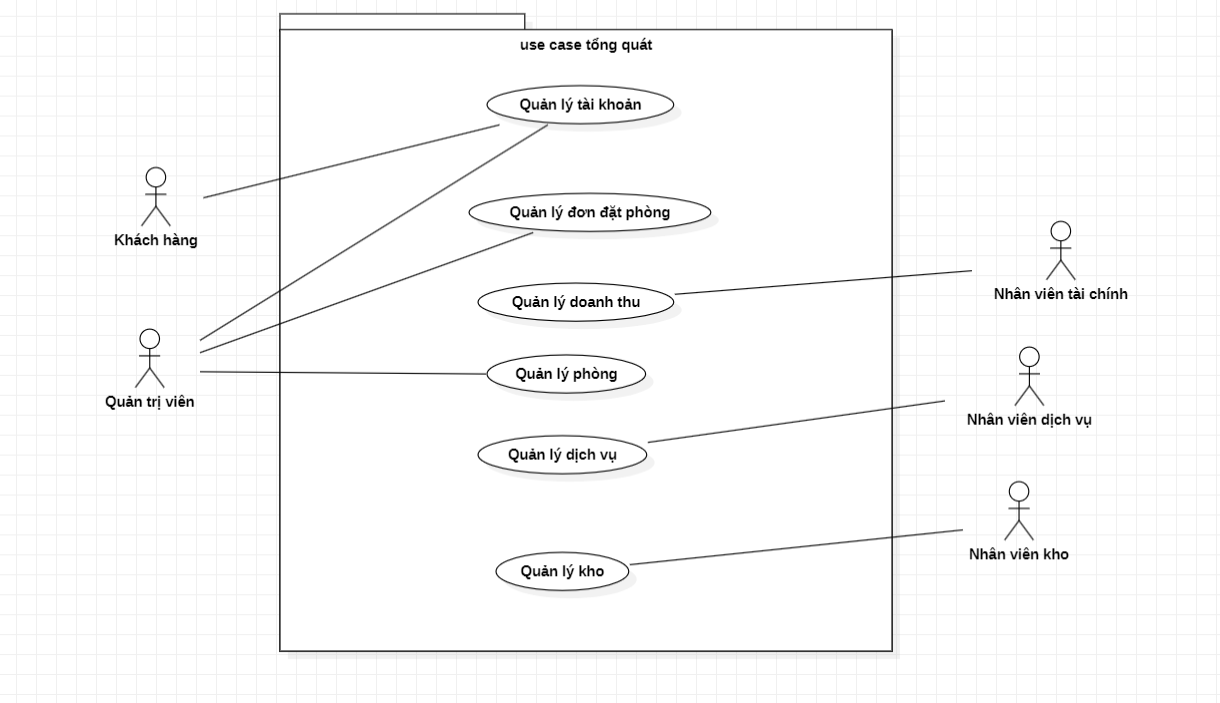 use case tổng quát
Quản lý tài khoản
Khách hàng
Quản lý đơn đặt phòng
Nhân viên tài chính
Quản lý doanh thu
Quản trị viên
Quản lý phòng
Nhân viên dịch vụ
Quản lý dịch vụ
Nhân viên kho
Quản lý kho